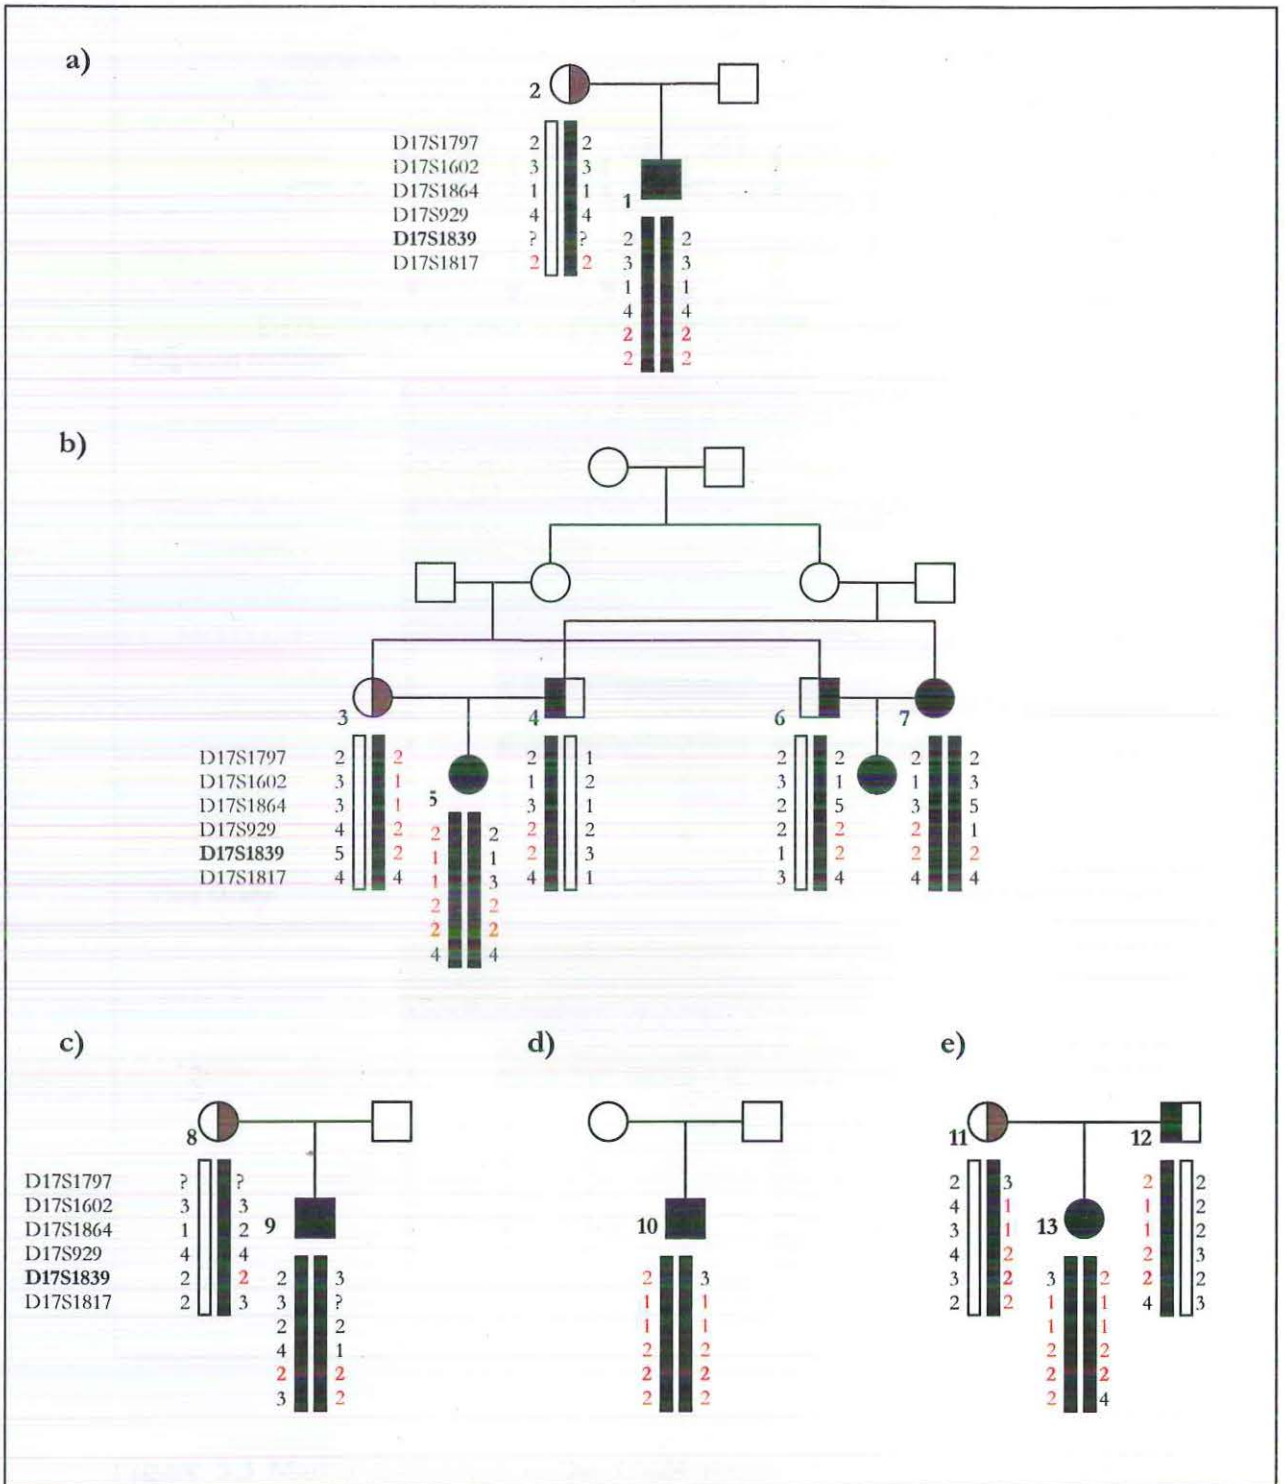 a)
2
D17S1797 2 2
D17S1602 3 3
D17S1864 1 1
D17S929 4 4
D17S1839 ? ?
D17S1817 2 2
1
2 2
3 3
1 1
4 4
2 2
2 2
b)
3 4 6 7
D17S1797 2 2 2 1 2 2 2 2
D17S1602 3 1 1 2 3 1 1 3
D17S1864 3 1 3 1 2 5 3 5
D17S929 4 2 2 2 2 2 2 1
D17S1839 5 2 2 3 1 2 2 2
D17S1817 4 4 4 1 3 4 4 4
5
2 2
1 1
1 3
2 2
2 2
4 4
c) d) e)
8
D17S1797 ? ?
D17S1602 3 3
D17S1864 1 2
D17S929 4 4
D17S1839 2 2
D17S1817 2 3
9
2 3
3 ?
2 2
4 1
2 2
3 2
10
2 3
1 1
1 1
2 2
2 2
2 2
11 12
2 3 2 2
4 1 1 2
3 1 1 2
4 2 2 3
3 2 2 2
2 2 4 3
13
3 2
1 1
1 1
2 2
2 2
2 4